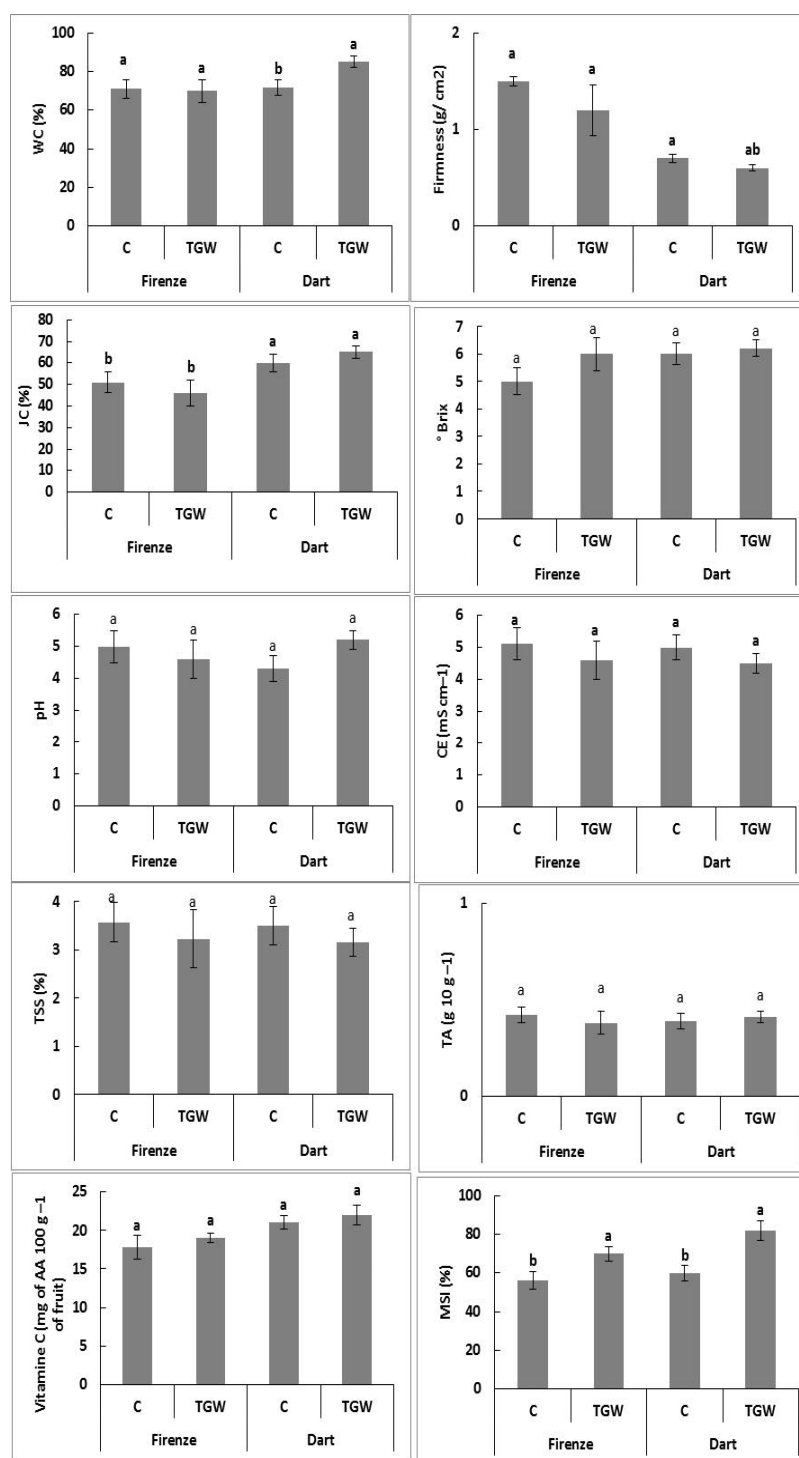 100
80
60
40
20
0
WC (%)
a a b a
C TGW C TGW
Firenze Dart
2
1
0
Firmness (g/ cm2)
a a a ab
C TGW C TGW
Firenze Dart
80
70
60
50
40
30
20
10
0
JC (%)
b b a a
C TGW C TGW
Firenze Dart
7
6
5
4
3
2
1
0
° Brix
a a a a
C TGW C TGW
Firenze Dart
6
5
4
3
2
1
0
pH
a a a a
C TGW C TGW
Firenze Dart
6
5
4
3
2
1
0
CE (mS cm–1)
a a a a
C TGW C TGW
Firenze Dart
4
3
2
1
0
TSS (%)
a a a a
C TGW C TGW
Firenze Dart
1
0
TA (g 10 g –1)
a a a a
C TGW C TGW
Firenze Dart
25
20
15
10
5
0
Vitamine C (mg of AA 100 g –1
of fruit)
a a a a
C TGW C TGW
Firenze Dart
100
80
60
40
20
0
MSI (%)
b a b a
C TGW C TGW
Firenze Dart